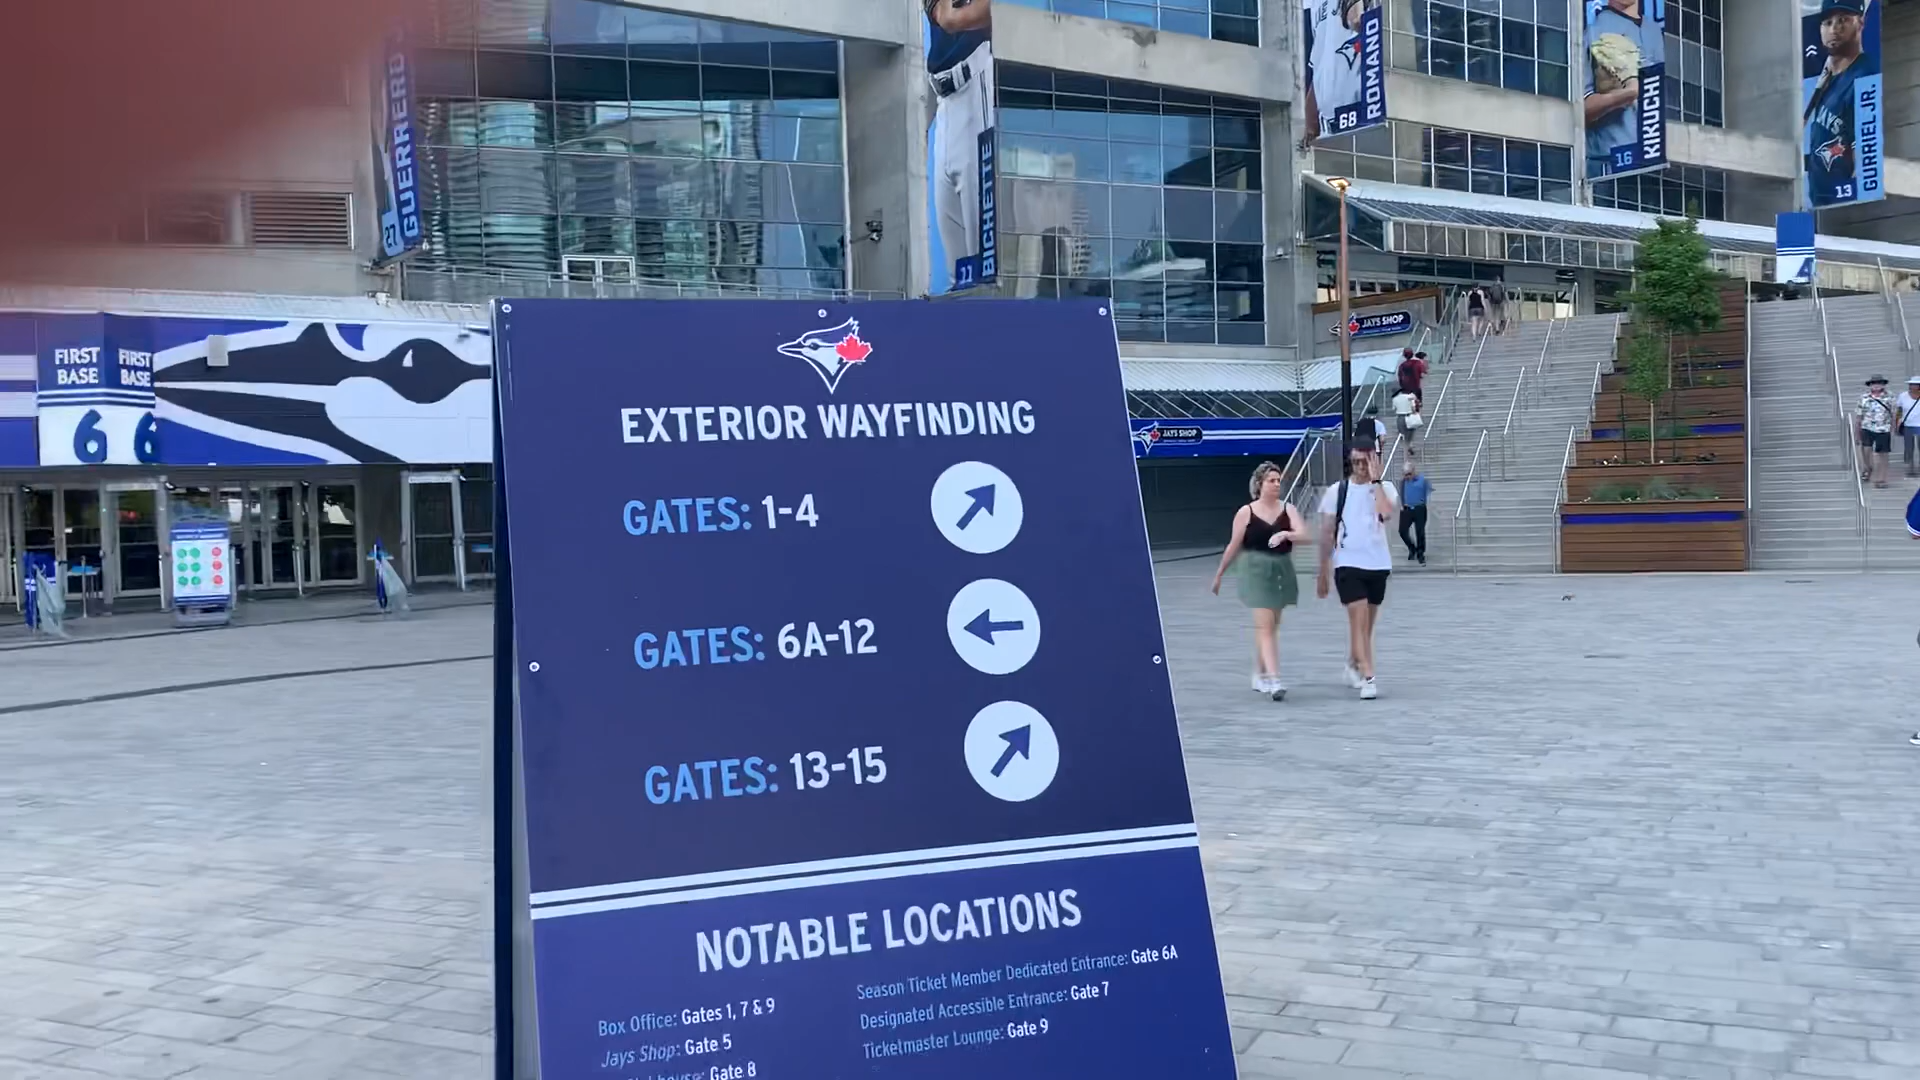 27 GUERRERO
11 BICHETTE
68 ROMANO
16 KIKUCHI
13 GURRIEL JR.
4
JAYS SHOP
JAYS SHOP
FIRST BASE
6
FIRST BASE
6
EXTERIOR WAYFINDING
GATES: 1-4
GATES: 6A-12
GATES: 13-15
NOTABLE LOCATIONS
Box Office: Gates 1, 7 & 9
Jays Shop: Gate 5
Gate 8
Season Ticket Member Dedicated Entrance: Gate 6A
Designated Accessible Entrance: Gate 7
Ticketmaster Lounge: Gate 9